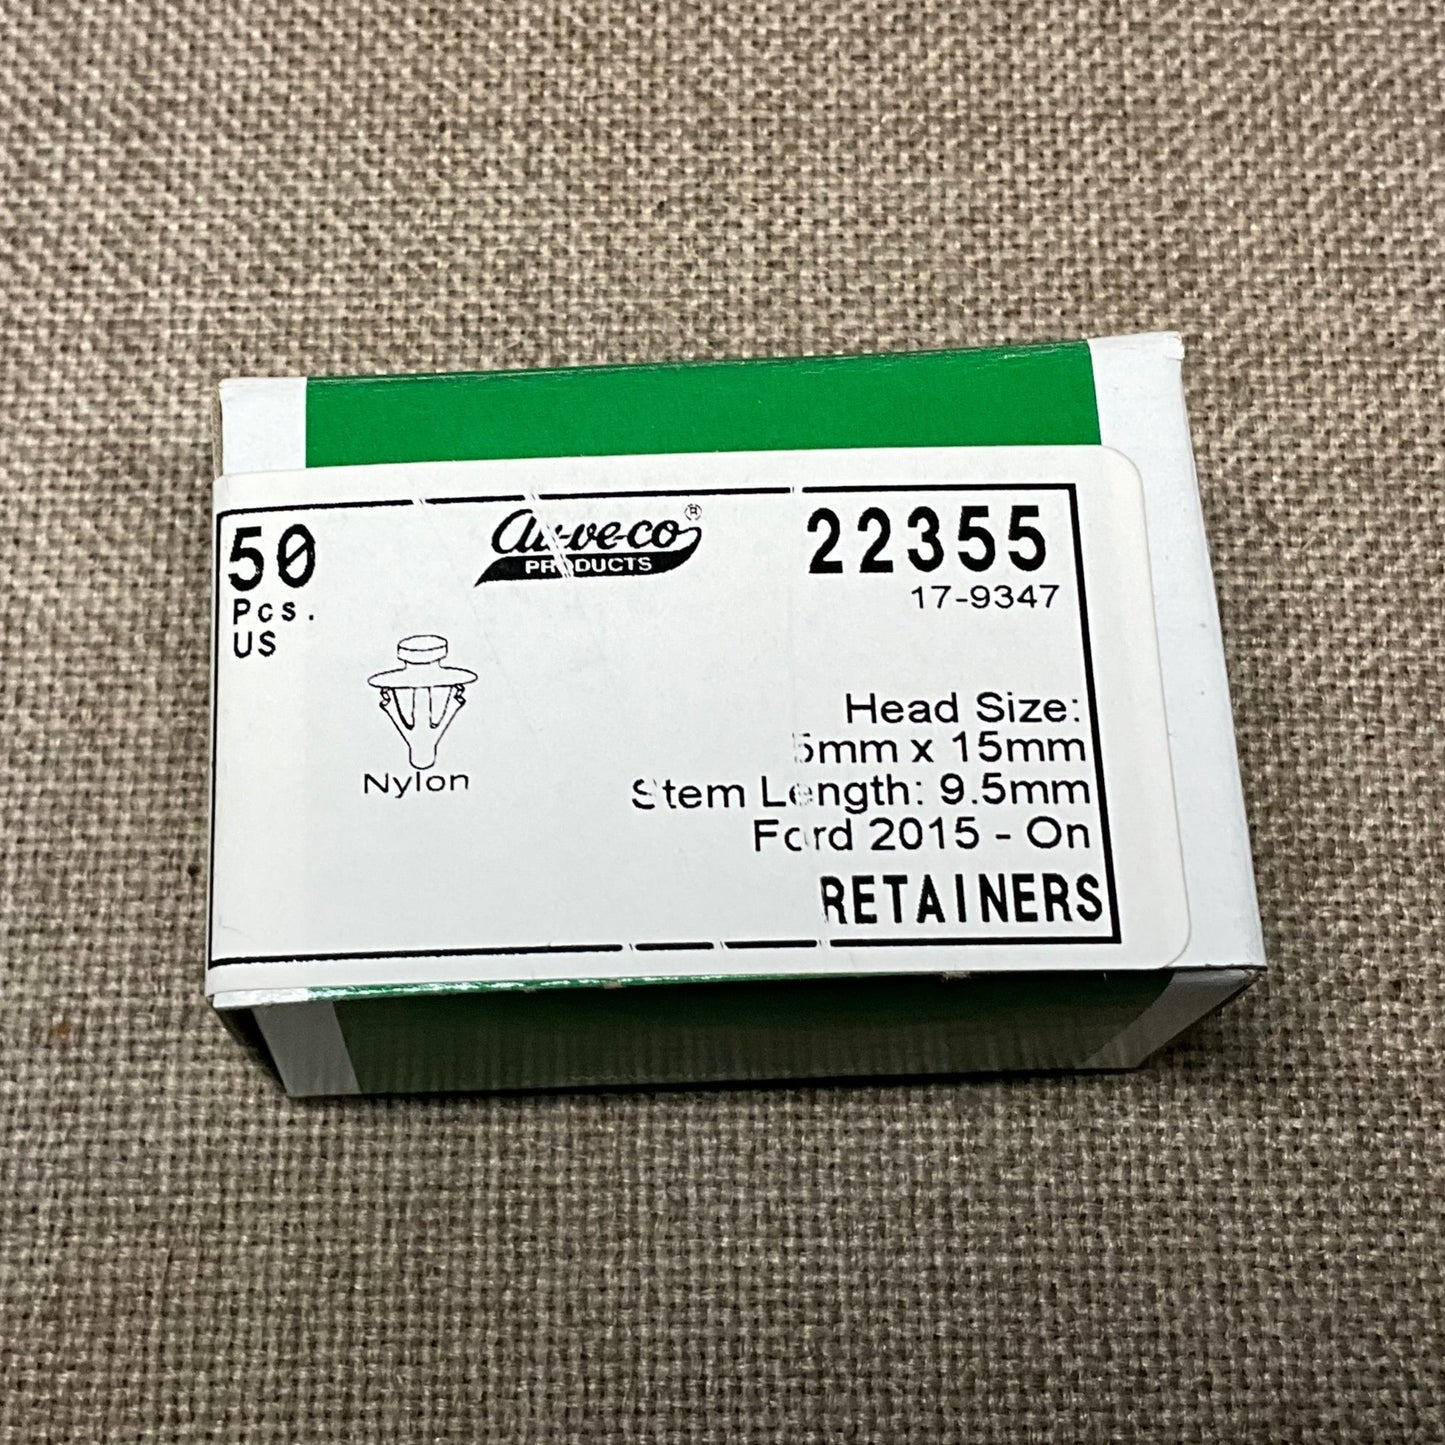 50
Pcs.
US
Au-ve-co®
PRODUCTS
22355
17-9347
Nylon
Head Size:
5mm x 15mm
Stem Length: 9.5mm
Ford 2015 - On
RETAINERS